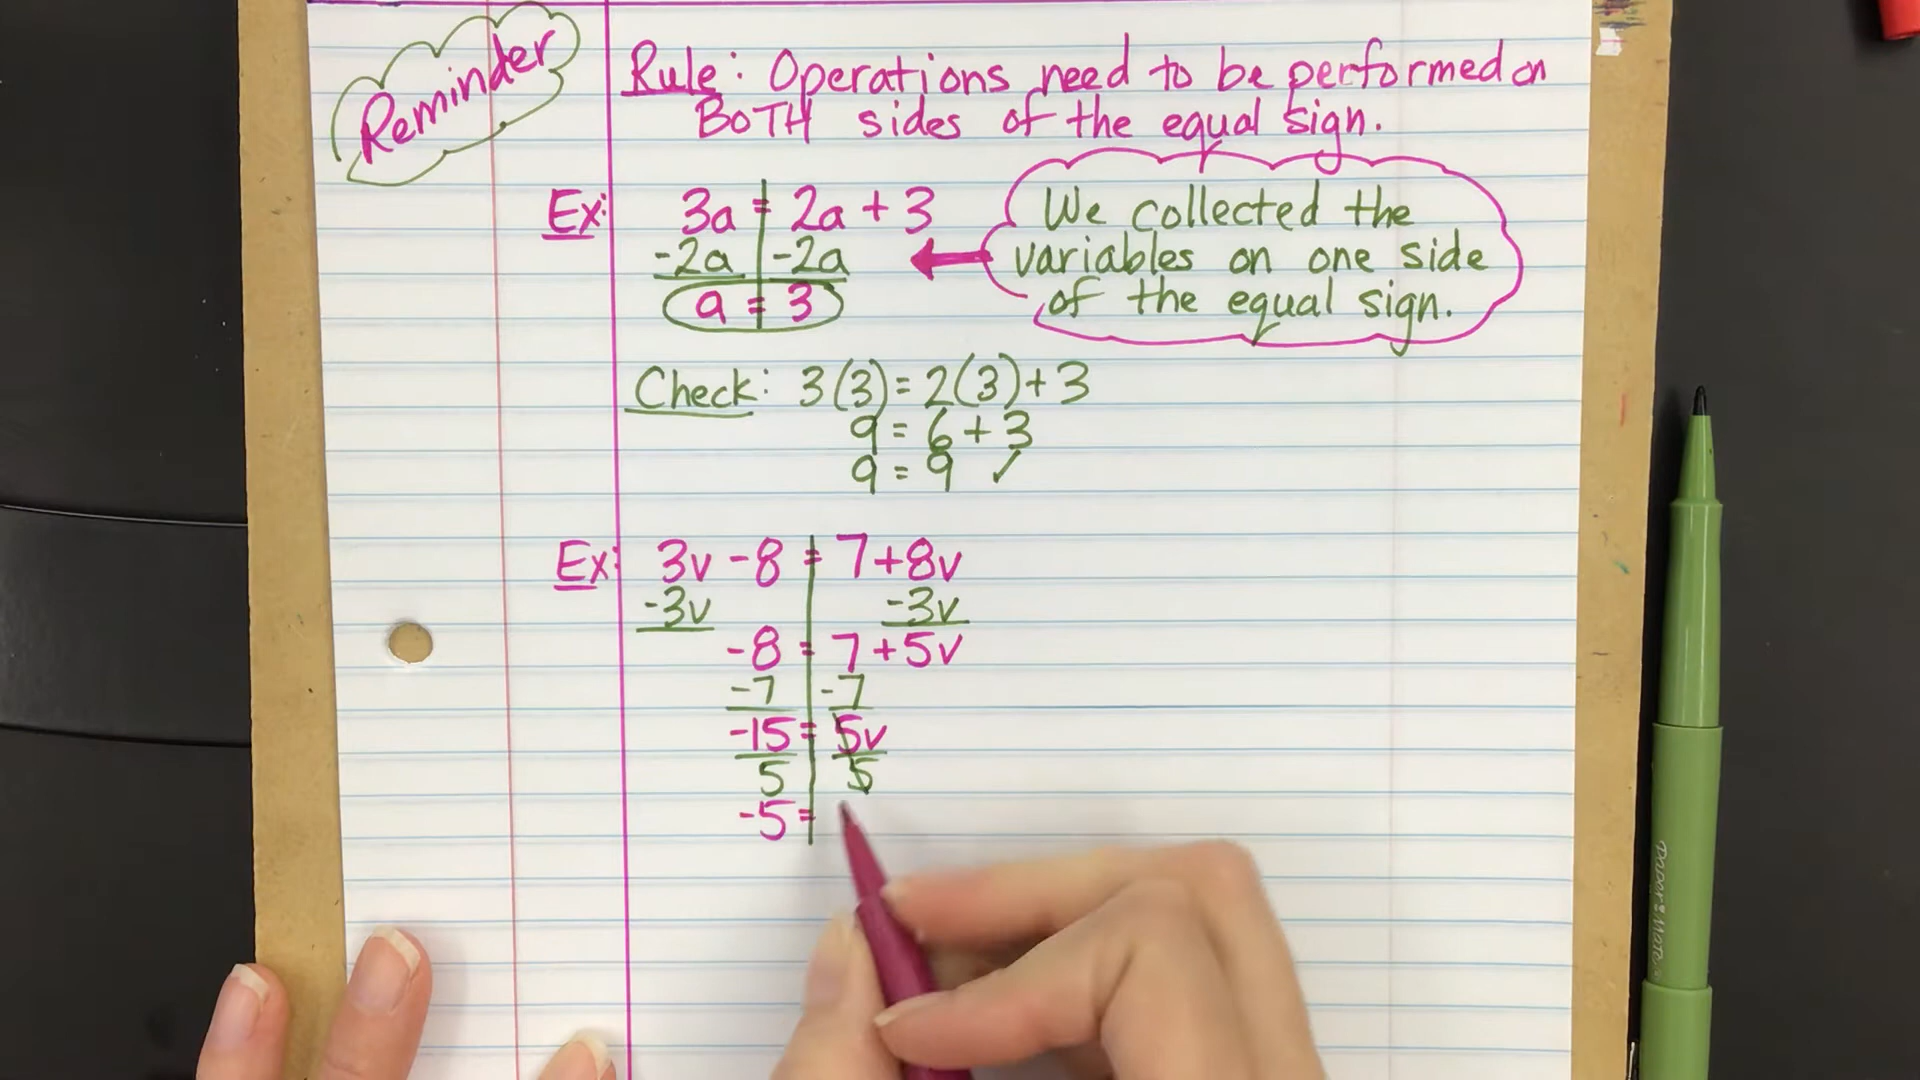 Reminder
Rule: Operations need to be performed on
BOTH sides of the equal sign.
Ex: 3a = 2a + 3
-2a -2a
a = 3
We collected the
variables on one side
of the equal sign.
Check: 3(3) = 2(3) + 3
9 = 6 + 3
9 = 9 ✓
Ex: 3v - 8 = 7 + 8v
-3v -3v
-8 = 7 + 5v
-7 -7
-15 = 5v
5 5
-5 =
Paper Mate